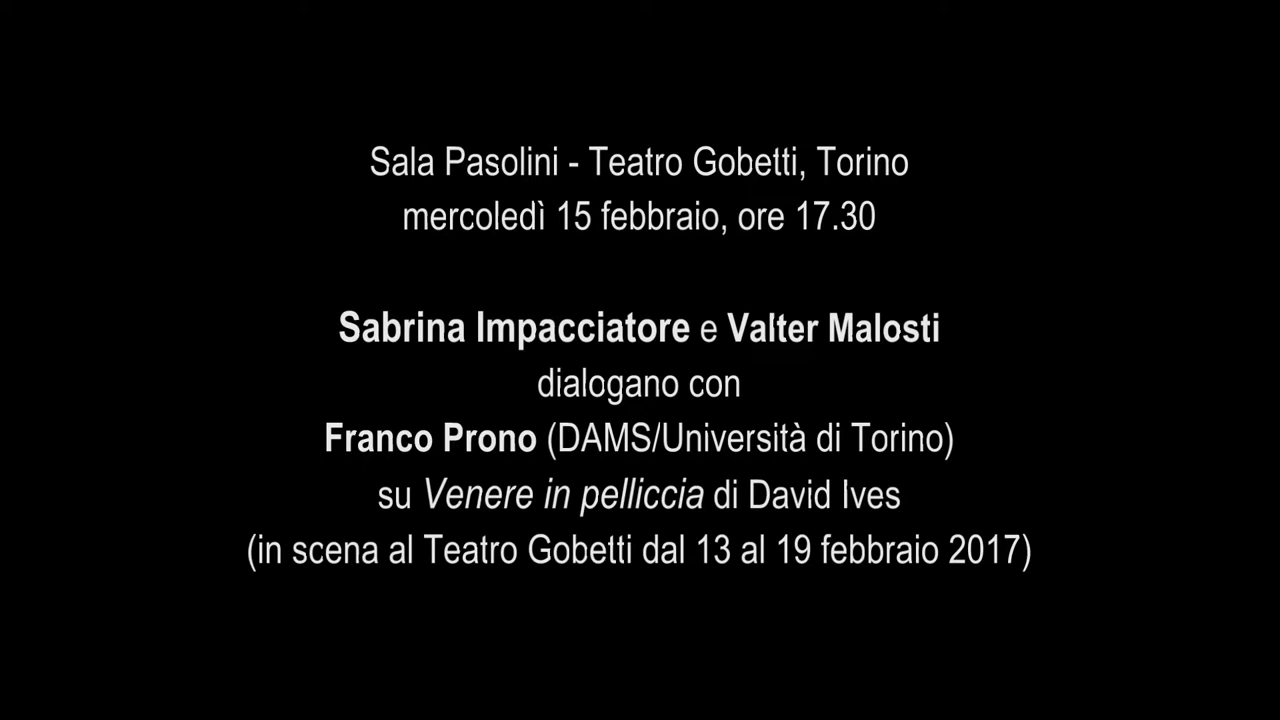 Sala Pasolini - Teatro Gobetti, Torino
mercoledì 15 febbraio, ore 17.30
Sabrina Impacciatore e Valter Malosti
dialogano con
Franco Prono (DAMS/Università di Torino)
su Venere in pelliccia di David Ives
(in scena al Teatro Gobetti dal 13 al 19 febbraio 2017)